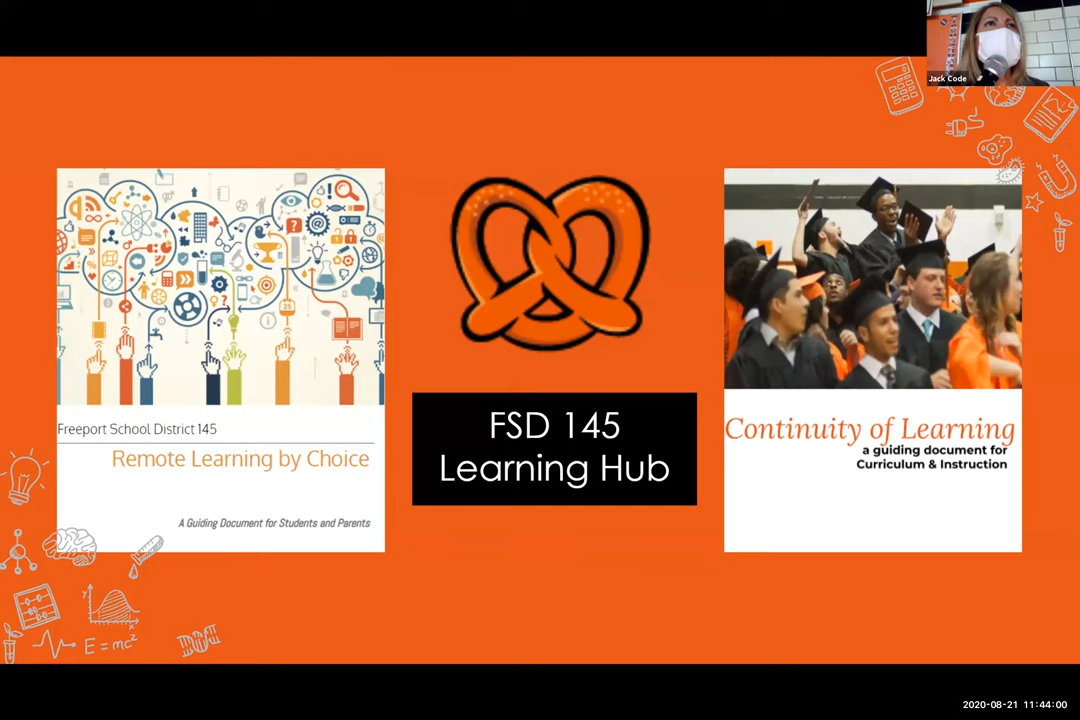 Jack Code
Freeport School District 145
Remote Learning by Choice
A Guiding Document for Students and Parents
FSD 145
Learning Hub
Continuity of Learning
a guiding document for
Curriculum & Instruction
E=mc²
2020-08-21 11:44:00